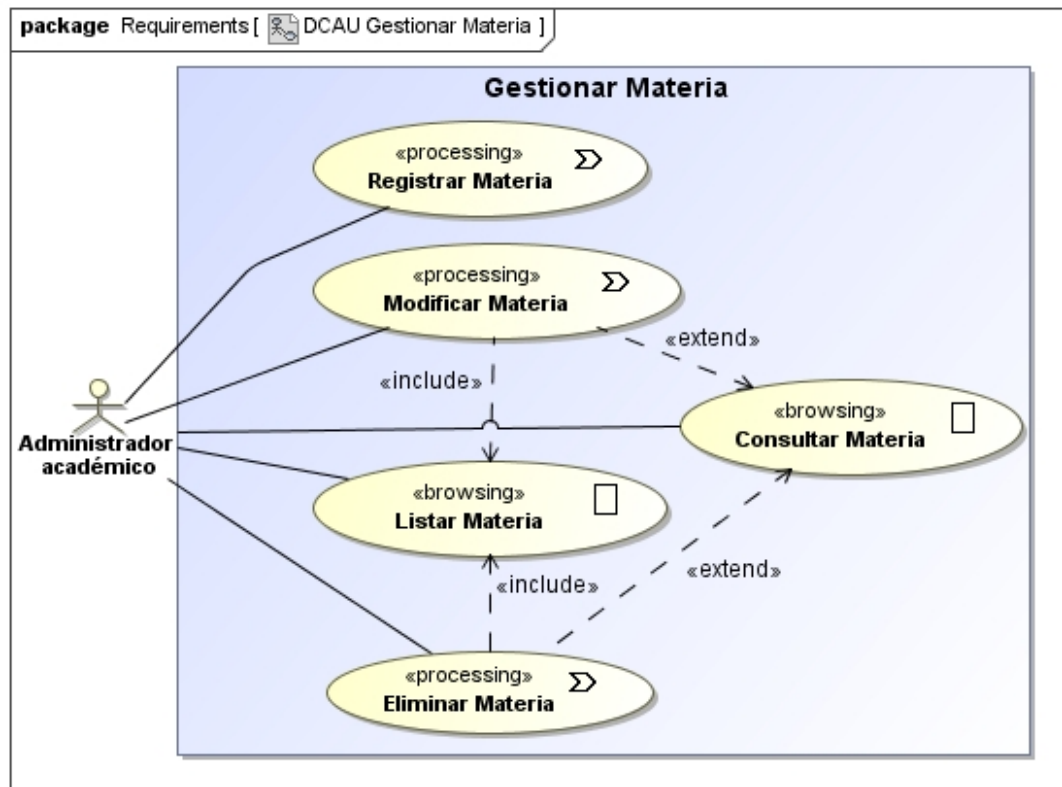 package Requirements [ DCAU Gestionar Materia ]
Gestionar Materia
«processing»
Registrar Materia
«processing»
Modificar Materia
«extend»
«include»
«browsing»
Consultar Materia
Administrador
académico
«browsing»
Listar Materia
«extend»
«include»
«processing»
Eliminar Materia